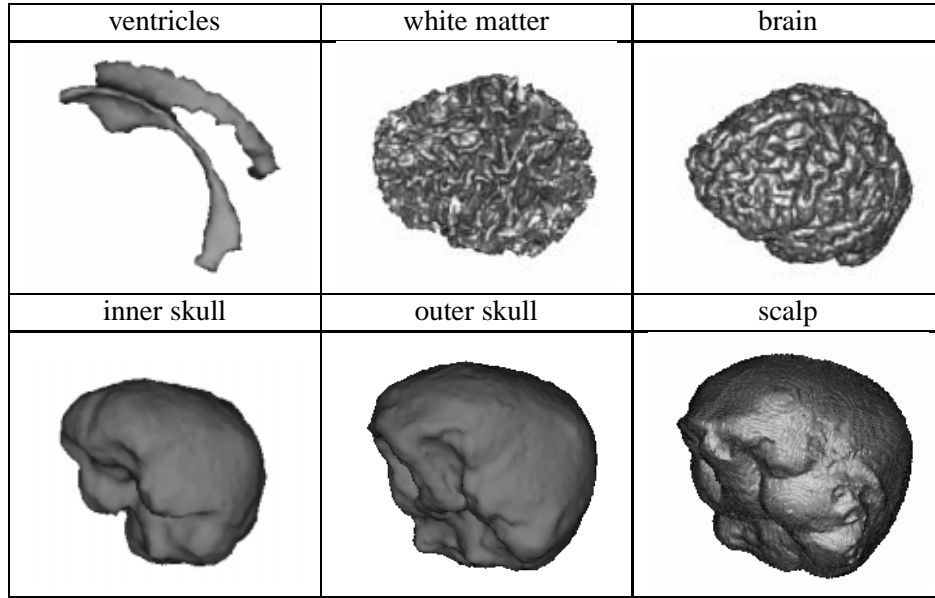 ventricles
white matter
brain
inner skull
outer skull
scalp